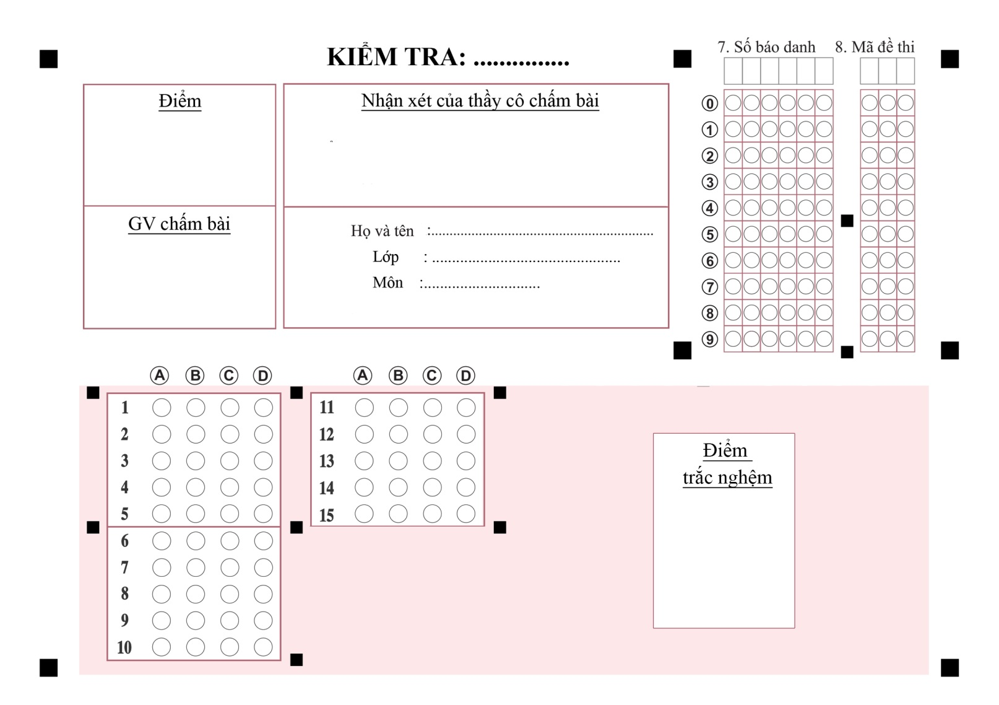 KIỂM TRA: ...............
7. Số báo danh 8. Mã đề thi
Điểm
Nhận xét của thầy cô chấm bài
GV chấm bài
Họ và tên :.......................................................
Lớp : ...............................................
Môn :.............................
0
1
2
3
4
5
6
7
8
9
A B C D
1
2
3
4
5
6
7
8
9
10
A B C D
11
12
13
14
15
Điểm
trắc nghệm